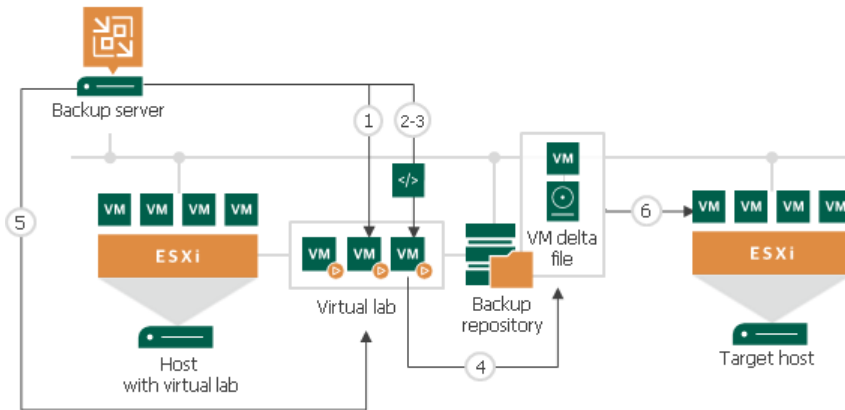 Backup server
1
2-3
</>
VM
5
VM VM VM VM
6
VM VM VM VM
ESXi
VM VM VM
VM delta
file
ESXi
Virtual lab
Backup
repository
4
Host
with virtual lab
Target host